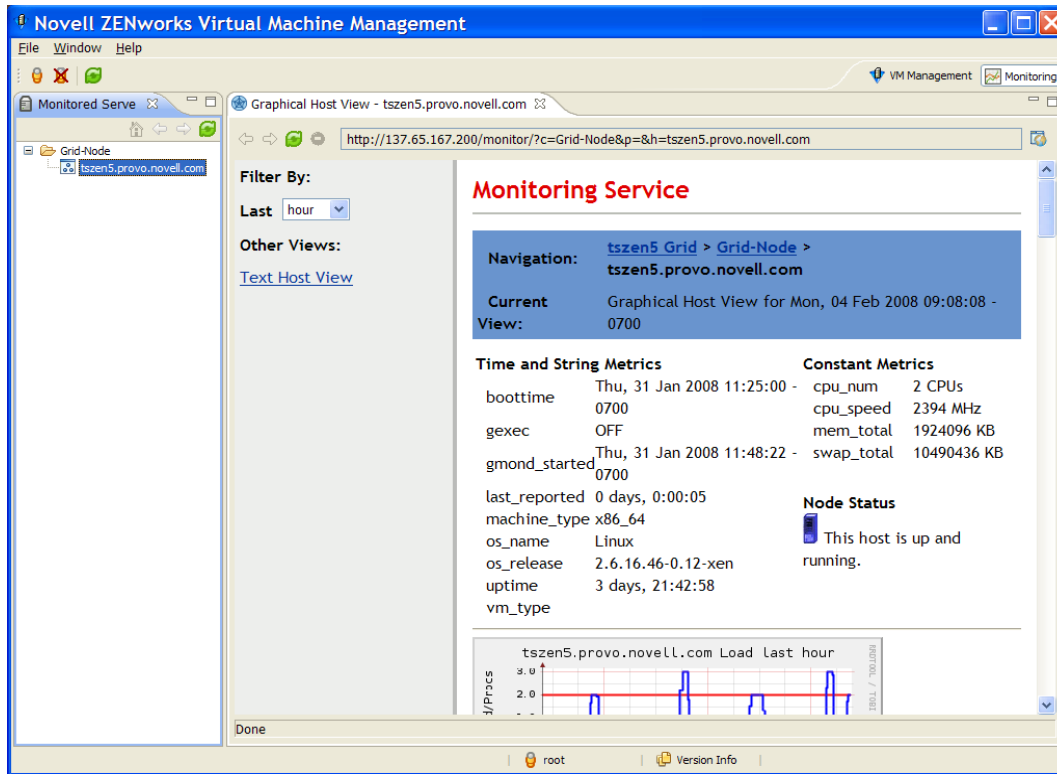 Novell ZENworks Virtual Machine Management
File Window Help
VM Management Monitoring
Monitored Serve
Graphical Host View - tszen5.provo.novell.com
http://137.65.167.200/monitor/?c=Grid-Node&p=&h=tszen5.provo.novell.com
Grid-Node
tszen5.provo.novell.com
Filter By:
Last hour
Other Views:
Text Host View
Monitoring Service
Navigation: tszen5 Grid > Grid-Node >
tszen5.provo.novell.com
Current View: Graphical Host View for Mon, 04 Feb 2008 09:08:08 -
0700
Time and String Metrics
boottime Thu, 31 Jan 2008 11:25:00 -
0700
gexec OFF
gmond_started Thu, 31 Jan 2008 11:48:22 -
0700
last_reported 0 days, 0:00:05
machine_type x86_64
os_name Linux
os_release 2.6.16.46-0.12-xen
uptime 3 days, 21:42:58
vm_type
Constant Metrics
cpu_num 2 CPUs
cpu_speed 2394 MHz
mem_total 1924096 KB
swap_total 10490436 KB
Node Status
This host is up and
running.
tszen5.provo.novell.com Load last hour
3.0
2.0
RRDTOOL / TOBI
Done
root
Version Info